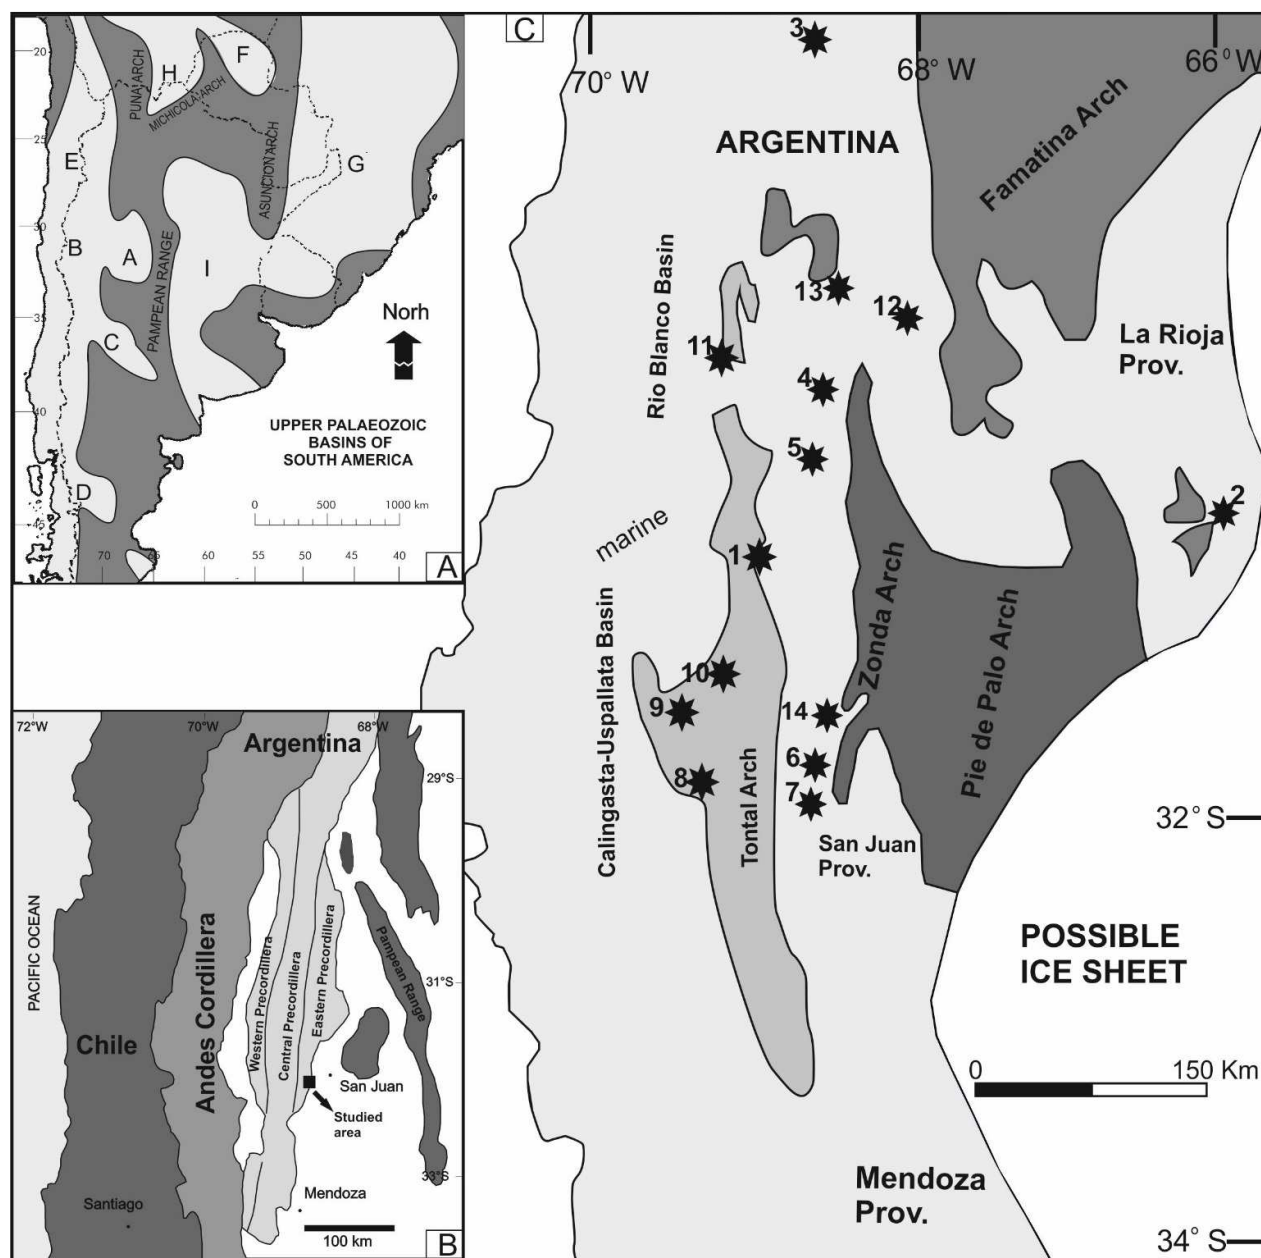 20
25
30
35
40
45
70
65
60
55
50
45
40
PUNA ARCH
H
F
MICHICOLA ARCH
E
ASUNCION ARCH
G
B
A
I
PAMPEAN RANGE
C
D
Norh
UPPER PALAEOZOIC
BASINS OF
SOUTH AMERICA
0
500
1000 km
A
72°W
70°W
68°W
Argentina
29°S
31°S
33°S
PACIFIC OCEAN
Chile
Andes Cordillera
Western Precordillera
Central Precordillera
Eastern Precordillera
Pampean Range
San Juan
Studied
area
Santiago
Mendoza
100 km
B
C
3
70° W
68° W
66° W
ARGENTINA
Famatina Arch
Rio Blanco Basin
13
12
11
La Rioja
Prov.
4
5
2
marine
1
Zonda Arch
Calingasta-Uspallata Basin
10
9
14
Pie de Palo Arch
8
6
7
Tontal Arch
San Juan
Prov.
32° S
POSSIBLE
ICE SHEET
0
150 Km
Mendoza
Prov.
34° S